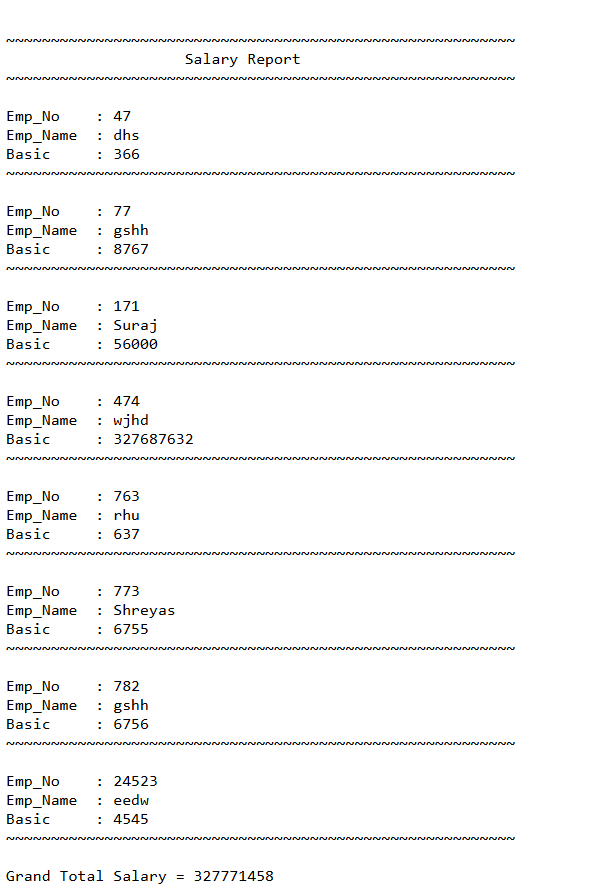 ~~~~~~~~~~~~~~~~~~~~~~~~~~~~~~~~~~~~~~~~~~~~~~~~~~~~~~~~~
Salary Report
~~~~~~~~~~~~~~~~~~~~~~~~~~~~~~~~~~~~~~~~~~~~~~~~~~~~~~~~~
Emp_No    : 47
Emp_Name  : dhs
Basic     : 366
~~~~~~~~~~~~~~~~~~~~~~~~~~~~~~~~~~~~~~~~~~~~~~~~~~~~~~~~~
Emp_No    : 77
Emp_Name  : gshh
Basic     : 8767
~~~~~~~~~~~~~~~~~~~~~~~~~~~~~~~~~~~~~~~~~~~~~~~~~~~~~~~~~
Emp_No    : 171
Emp_Name  : Suraj
Basic     : 56000
~~~~~~~~~~~~~~~~~~~~~~~~~~~~~~~~~~~~~~~~~~~~~~~~~~~~~~~~~
Emp_No    : 474
Emp_Name  : wjhd
Basic     : 327687632
~~~~~~~~~~~~~~~~~~~~~~~~~~~~~~~~~~~~~~~~~~~~~~~~~~~~~~~~~
Emp_No    : 763
Emp_Name  : rhu
Basic     : 637
~~~~~~~~~~~~~~~~~~~~~~~~~~~~~~~~~~~~~~~~~~~~~~~~~~~~~~~~~
Emp_No    : 773
Emp_Name  : Shreyas
Basic     : 6755
~~~~~~~~~~~~~~~~~~~~~~~~~~~~~~~~~~~~~~~~~~~~~~~~~~~~~~~~~
Emp_No    : 782
Emp_Name  : gshh
Basic     : 6756
~~~~~~~~~~~~~~~~~~~~~~~~~~~~~~~~~~~~~~~~~~~~~~~~~~~~~~~~~
Emp_No    : 24523
Emp_Name  : eedw
Basic     : 4545
~~~~~~~~~~~~~~~~~~~~~~~~~~~~~~~~~~~~~~~~~~~~~~~~~~~~~~~~~
Grand Total Salary = 327771458